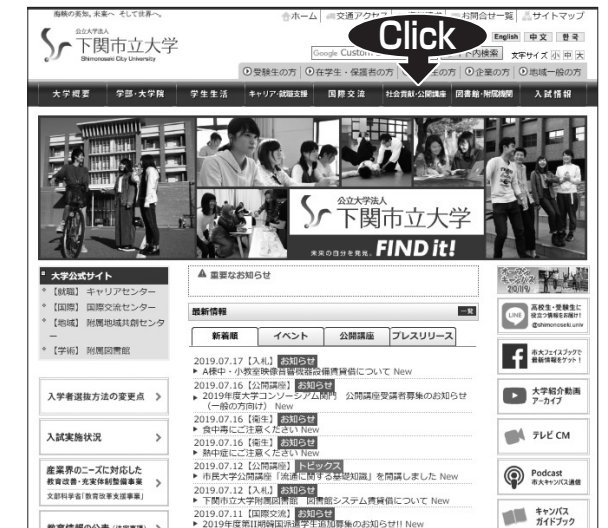 海峡の英知。未来へ そして世界へ。
ホーム 交通アクセス お問合せ一覧 サイトマップ
公立大学法人
下関市立大学
Shimonoseki City University
Click
English 中文 한국
Google Custom 内検索 文字サイズ 小 中 大
受験生の方 在学生・保護者の方 の方 企業の方 地域一般の方
大学概要 学部・大学院 学生生活 キャリア・就職支援 国際交流 社会貢献・公開講座 図書館・附属機関 入試情報
公立大学法人
下関市立大学
未来の自分を発見。 FIND it!
大学公式サイト
【就職】 キャリアセンター
【国際】 国際交流センター
【地域】 附属地域共創センター
【学術】 附属図書館
入学者選抜方法の変更点
入試実施状況
産業界のニーズに対応した
教育改善・充実体制整備事業
文部科学省「教育改革支援事業」
教育情報の公表
重要なお知らせ
最新情報 一覧
新着順 イベント 公開講座 プレスリリース
2019.07.17【入札】 お知らせ
A棟中・小教室映像音響機器設備賃貸借について New
2019.07.16【公開講座】 お知らせ
2019年度大学コンソーシアム関門 公開講座受講者募集のお知らせ
（一般の方向け） New
2019.07.16【衛生】 お知らせ
食中毒にご注意ください New
2019.07.16【衛生】 お知らせ
熱中症にご注意ください New
2019.07.12【公開講座】 トピックス
市民大学公開講座「流通に関する基礎知識」を開講しました New
2019.07.12【入札】 お知らせ
下関市立大学附属図書館 図書館システム賃貸借について New
2019.07.11【国際交流】 お知らせ
2019年度第II期韓国派遣学生追加募集のお知らせ!! New
オープン
キャンパス
2019
LINE 高校生・受験生に
役立つ情報をお届け!
@shimonoseki.univ
市大フェイスブックで
最新情報をゲット!
大学紹介動画
アーカイブ
テレビ CM
Podcast
市大キャンパス通信
キャンパス
ガイドブック